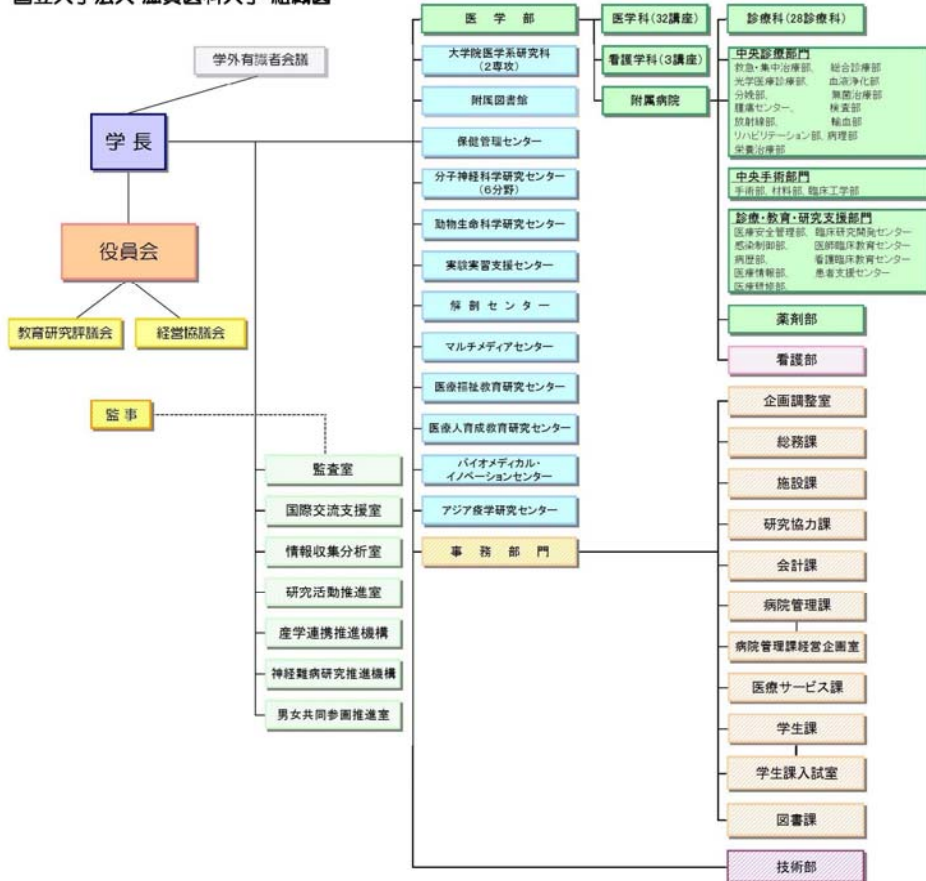 国立大学法人 滋賀医科大学 組織図
学外有識者会議
学長
役員会
教育研究評議会
経営協議会
監事
監査室
国際交流支援室
情報収集分析室
研究活動推進室
産学連携推進機構
神経難病研究推進機構
男女共同参画推進室
医学部
大学院医学系研究科
(2専攻)
附属図書館
保健管理センター
分子神経科学研究センター
(6分野)
動物生命科学研究センター
実験実習支援センター
解剖センター
マルチメディアセンター
医療福祉教育研究センター
医療人育成教育研究センター
バイオメディカル・
イノベーションセンター
アジア疫学研究センター
事務部門
医学科(32講座)
看護学科(3講座)
附属病院
診療科(28診療科)
中央診療部門
救急・集中治療部、 総合診療部
光学医療診療部、 血液浄化部
分娩部、 無菌治療部
腫瘍センター、 検査部
放射線部、 輸血部
リハビリテーション部、病理部
栄養治療部
中央手術部門
手術部、材料部、臨床工学部
診療・教育・研究支援部門
医療安全管理部、臨床研究開発センター
感染制御部、 医師臨床教育センター
病歴部、 看護臨床教育センター
医療情報部、 患者支援センター
医療研修部、
薬剤部
看護部
企画調整室
総務課
施設課
研究協力課
会計課
病院管理課
病院管理課経営企画室
医療サービス課
学生課
学生課入試室
図書課
技術部